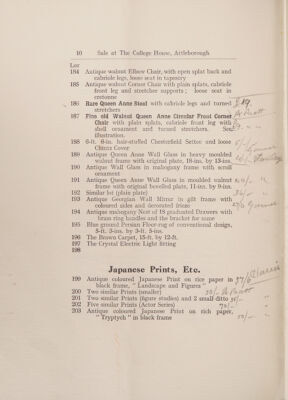 10 Sale at The College House, Attleborough
Lot
184 Antique walnut Elbow Chair, with open splat back and
cabriole legs, loose seat in tapestry
185 Antique walnut Corner Chair with plain splats, cabriole
front leg and stretcher supports; loose seat in
cretonne
186 Rare Queen Anne Stool with cabriole legs and turned
stretchers
187 Fine old Walnut Queen Anne Circular Front Corner
Chair with plain splats, cabriole front leg with
shell ornament and turned stretchers. See
illustration.
188 6-ft. 6-in. hair-stuffed Chesterfield Settee and loose
Chintz Cover
189 Antique Queen Anne Wall Glass in heavy moulded
walnut frame with original plate, 18-in. by 13-ins.
190 Antique Wall Glass in mahogany frame with scroll
ornament
191 Antique Queen Anne Wall Glass in moulded walnut
frame with original bevelled plate, 11-ins. by 9-ins.
192 Similar lot (plain plate)
193 Antique Georgian Wall Mirror in gilt frame with
coloured sides and decorated frieze
194 Antique mahogany Nest of 18 graduated Drawers with
brass ring handles and the bracket for same
195 Blue ground Persian Floor-rug of conventional design,
5-ft. 3-ins. by 3-ft. 5-ins.
196 The Brown Carpet, 15-ft. by 12-ft.
197 The Crystal Electric Light fitting
198
Japanese Prints, Etc.
199 Antique coloured Japanese Print on rice paper in
black frame, "Landscape and Figures"
200 Two similar Prints (smaller)
201 Two similar Prints (figure studies) and 2 small ditto
202 Five similar Prints (Actor Series)
203 Antique coloured Japanese Print on rich paper,
"Tryptych" in black frame